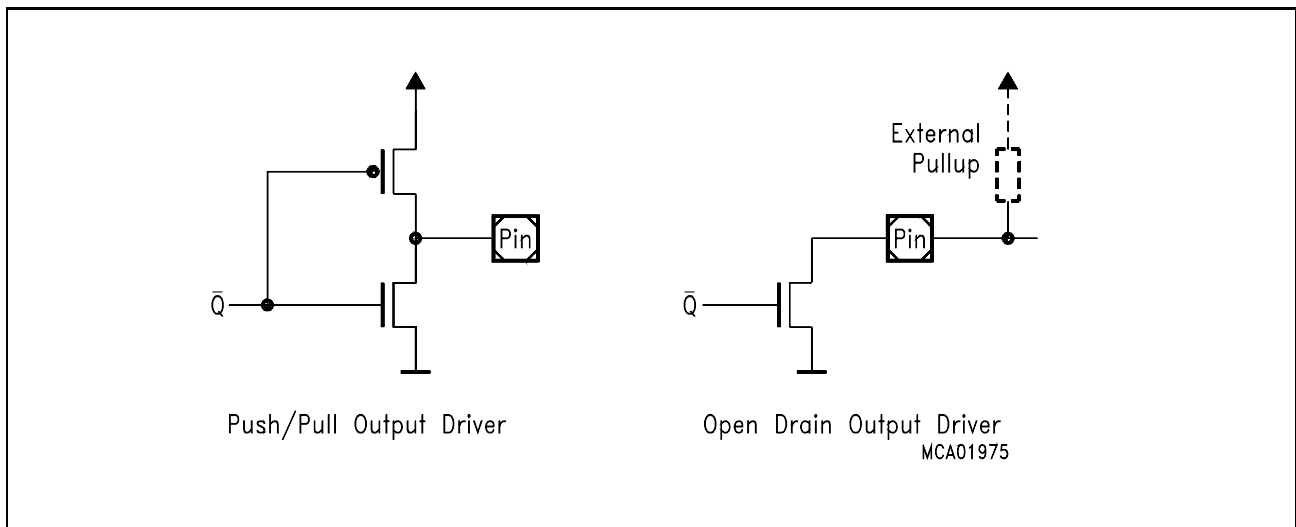 External
Pullup
Pin
Pin
Q̅
Q̅
Push/Pull Output Driver
Open Drain Output Driver
MCA01975